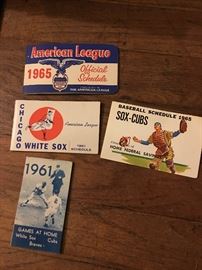 American League
1965
Official
Schedule
CHICAGO WHITE SOX
American League
1961
SCHEDULE
BASEBALL SCHEDULE 1965
SOX-CUBS
HOME FEDERAL SAVINGS
1961
GAMES AT HOME
White Sox Cubs
Braves